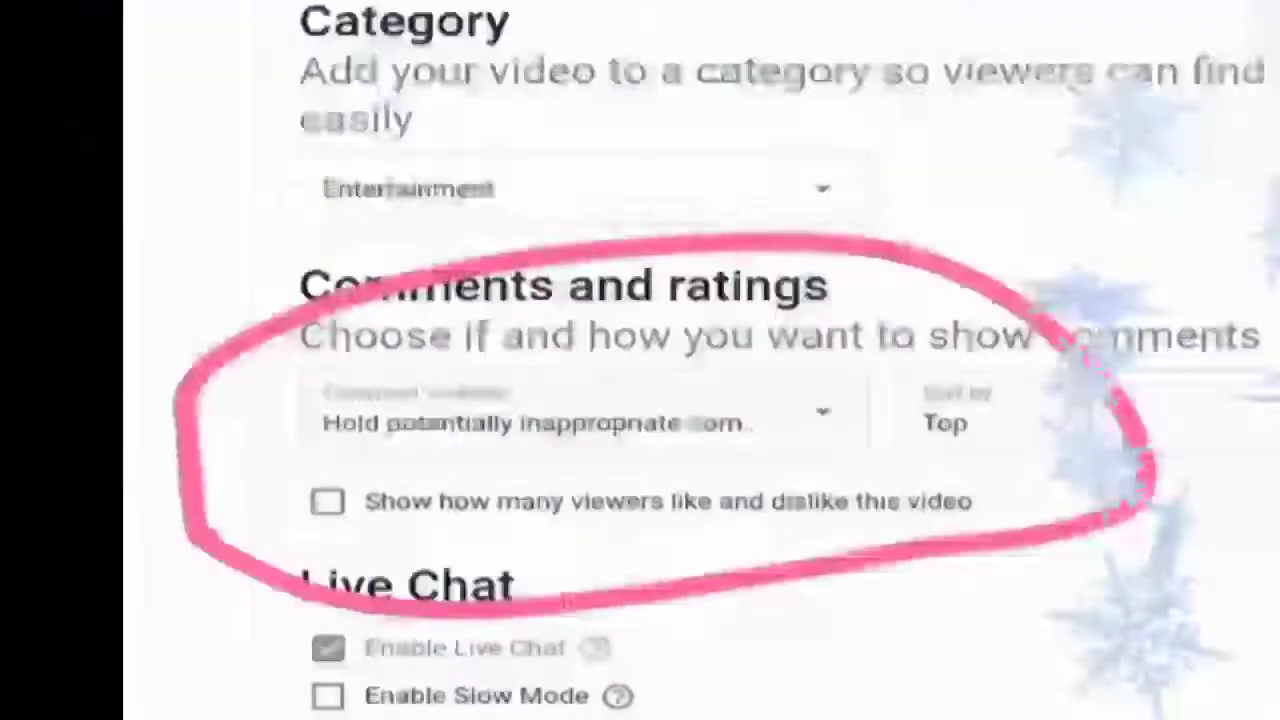 Category
Add your video to a category so viewers can find
easily
Entertainment
Comments and ratings
Choose if and how you want to show comments
Hold potentially inappropriate com
Sort by
Top
Show how many viewers like and dislike this video
Live Chat
Enable Live Chat
Enable Slow Mode